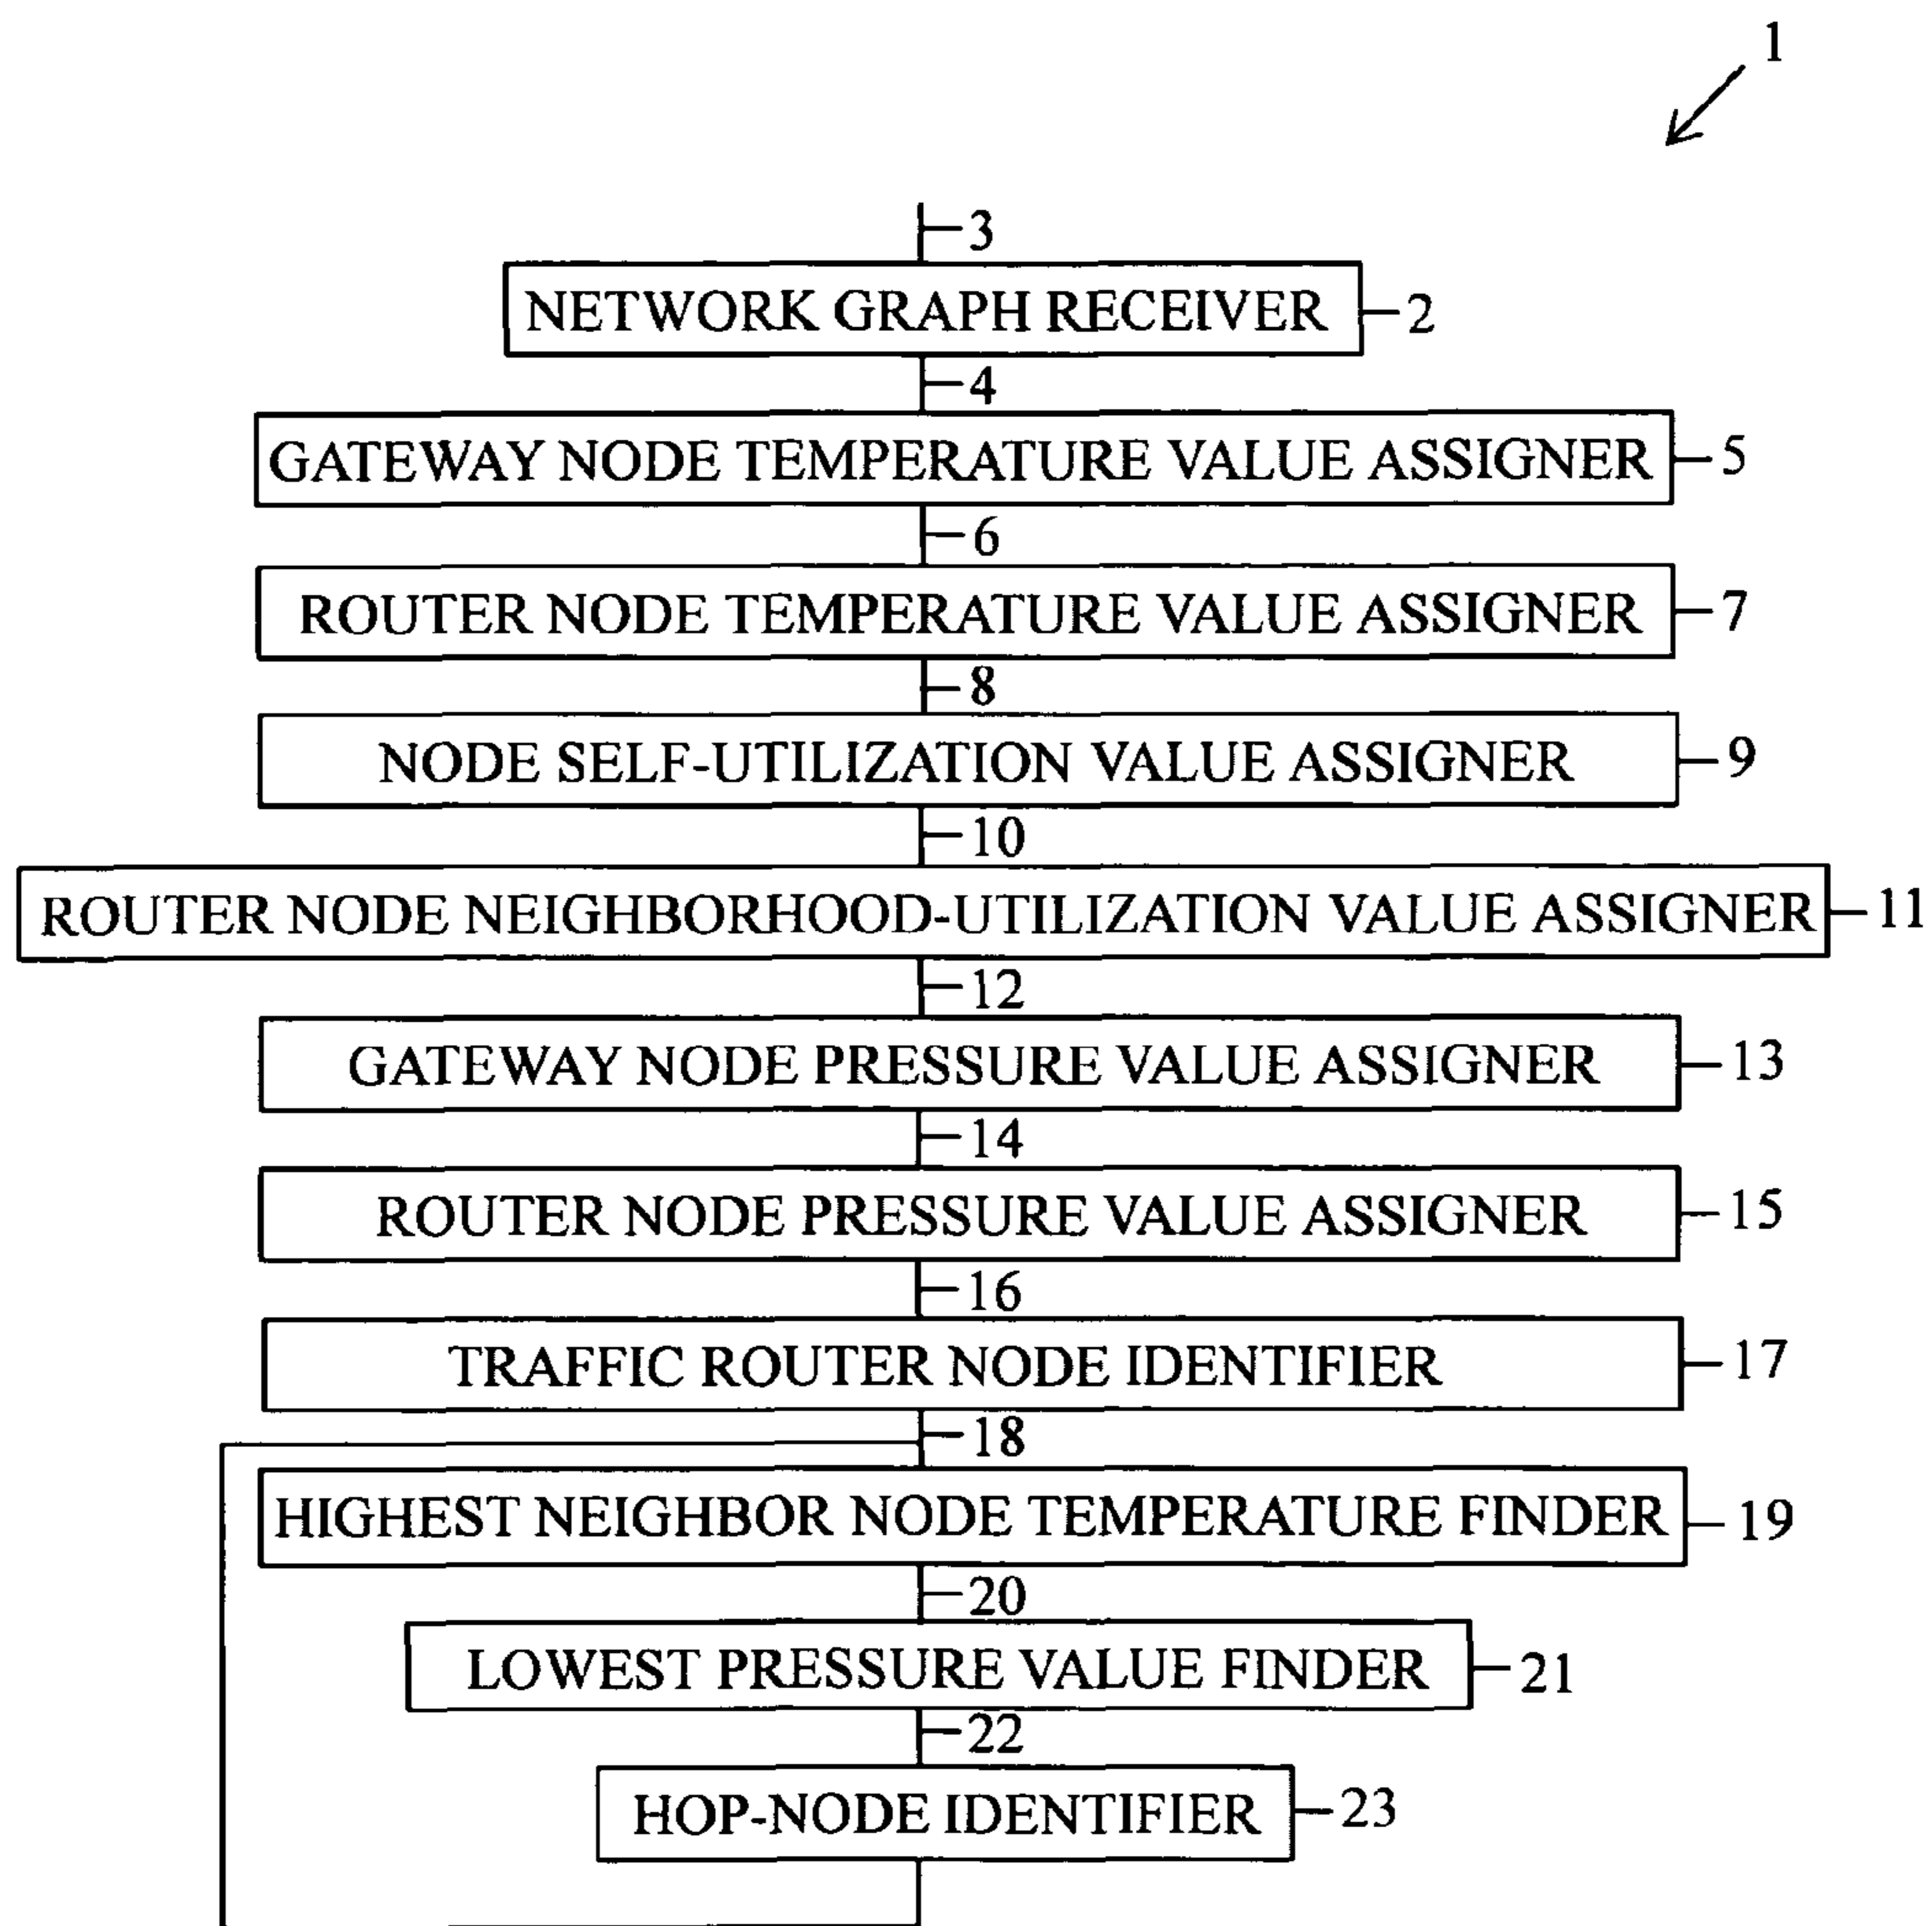 1
3
NETWORK GRAPH RECEIVER 2
4
GATEWAY NODE TEMPERATURE VALUE ASSIGNER 5
6
ROUTER NODE TEMPERATURE VALUE ASSIGNER 7
8
NODE SELF-UTILIZATION VALUE ASSIGNER 9
10
ROUTER NODE NEIGHBORHOOD-UTILIZATION VALUE ASSIGNER 11
12
GATEWAY NODE PRESSURE VALUE ASSIGNER 13
14
ROUTER NODE PRESSURE VALUE ASSIGNER 15
16
TRAFFIC ROUTER NODE IDENTIFIER 17
18
HIGHEST NEIGHBOR NODE TEMPERATURE FINDER 19
20
LOWEST PRESSURE VALUE FINDER 21
22
HOP-NODE IDENTIFIER 23